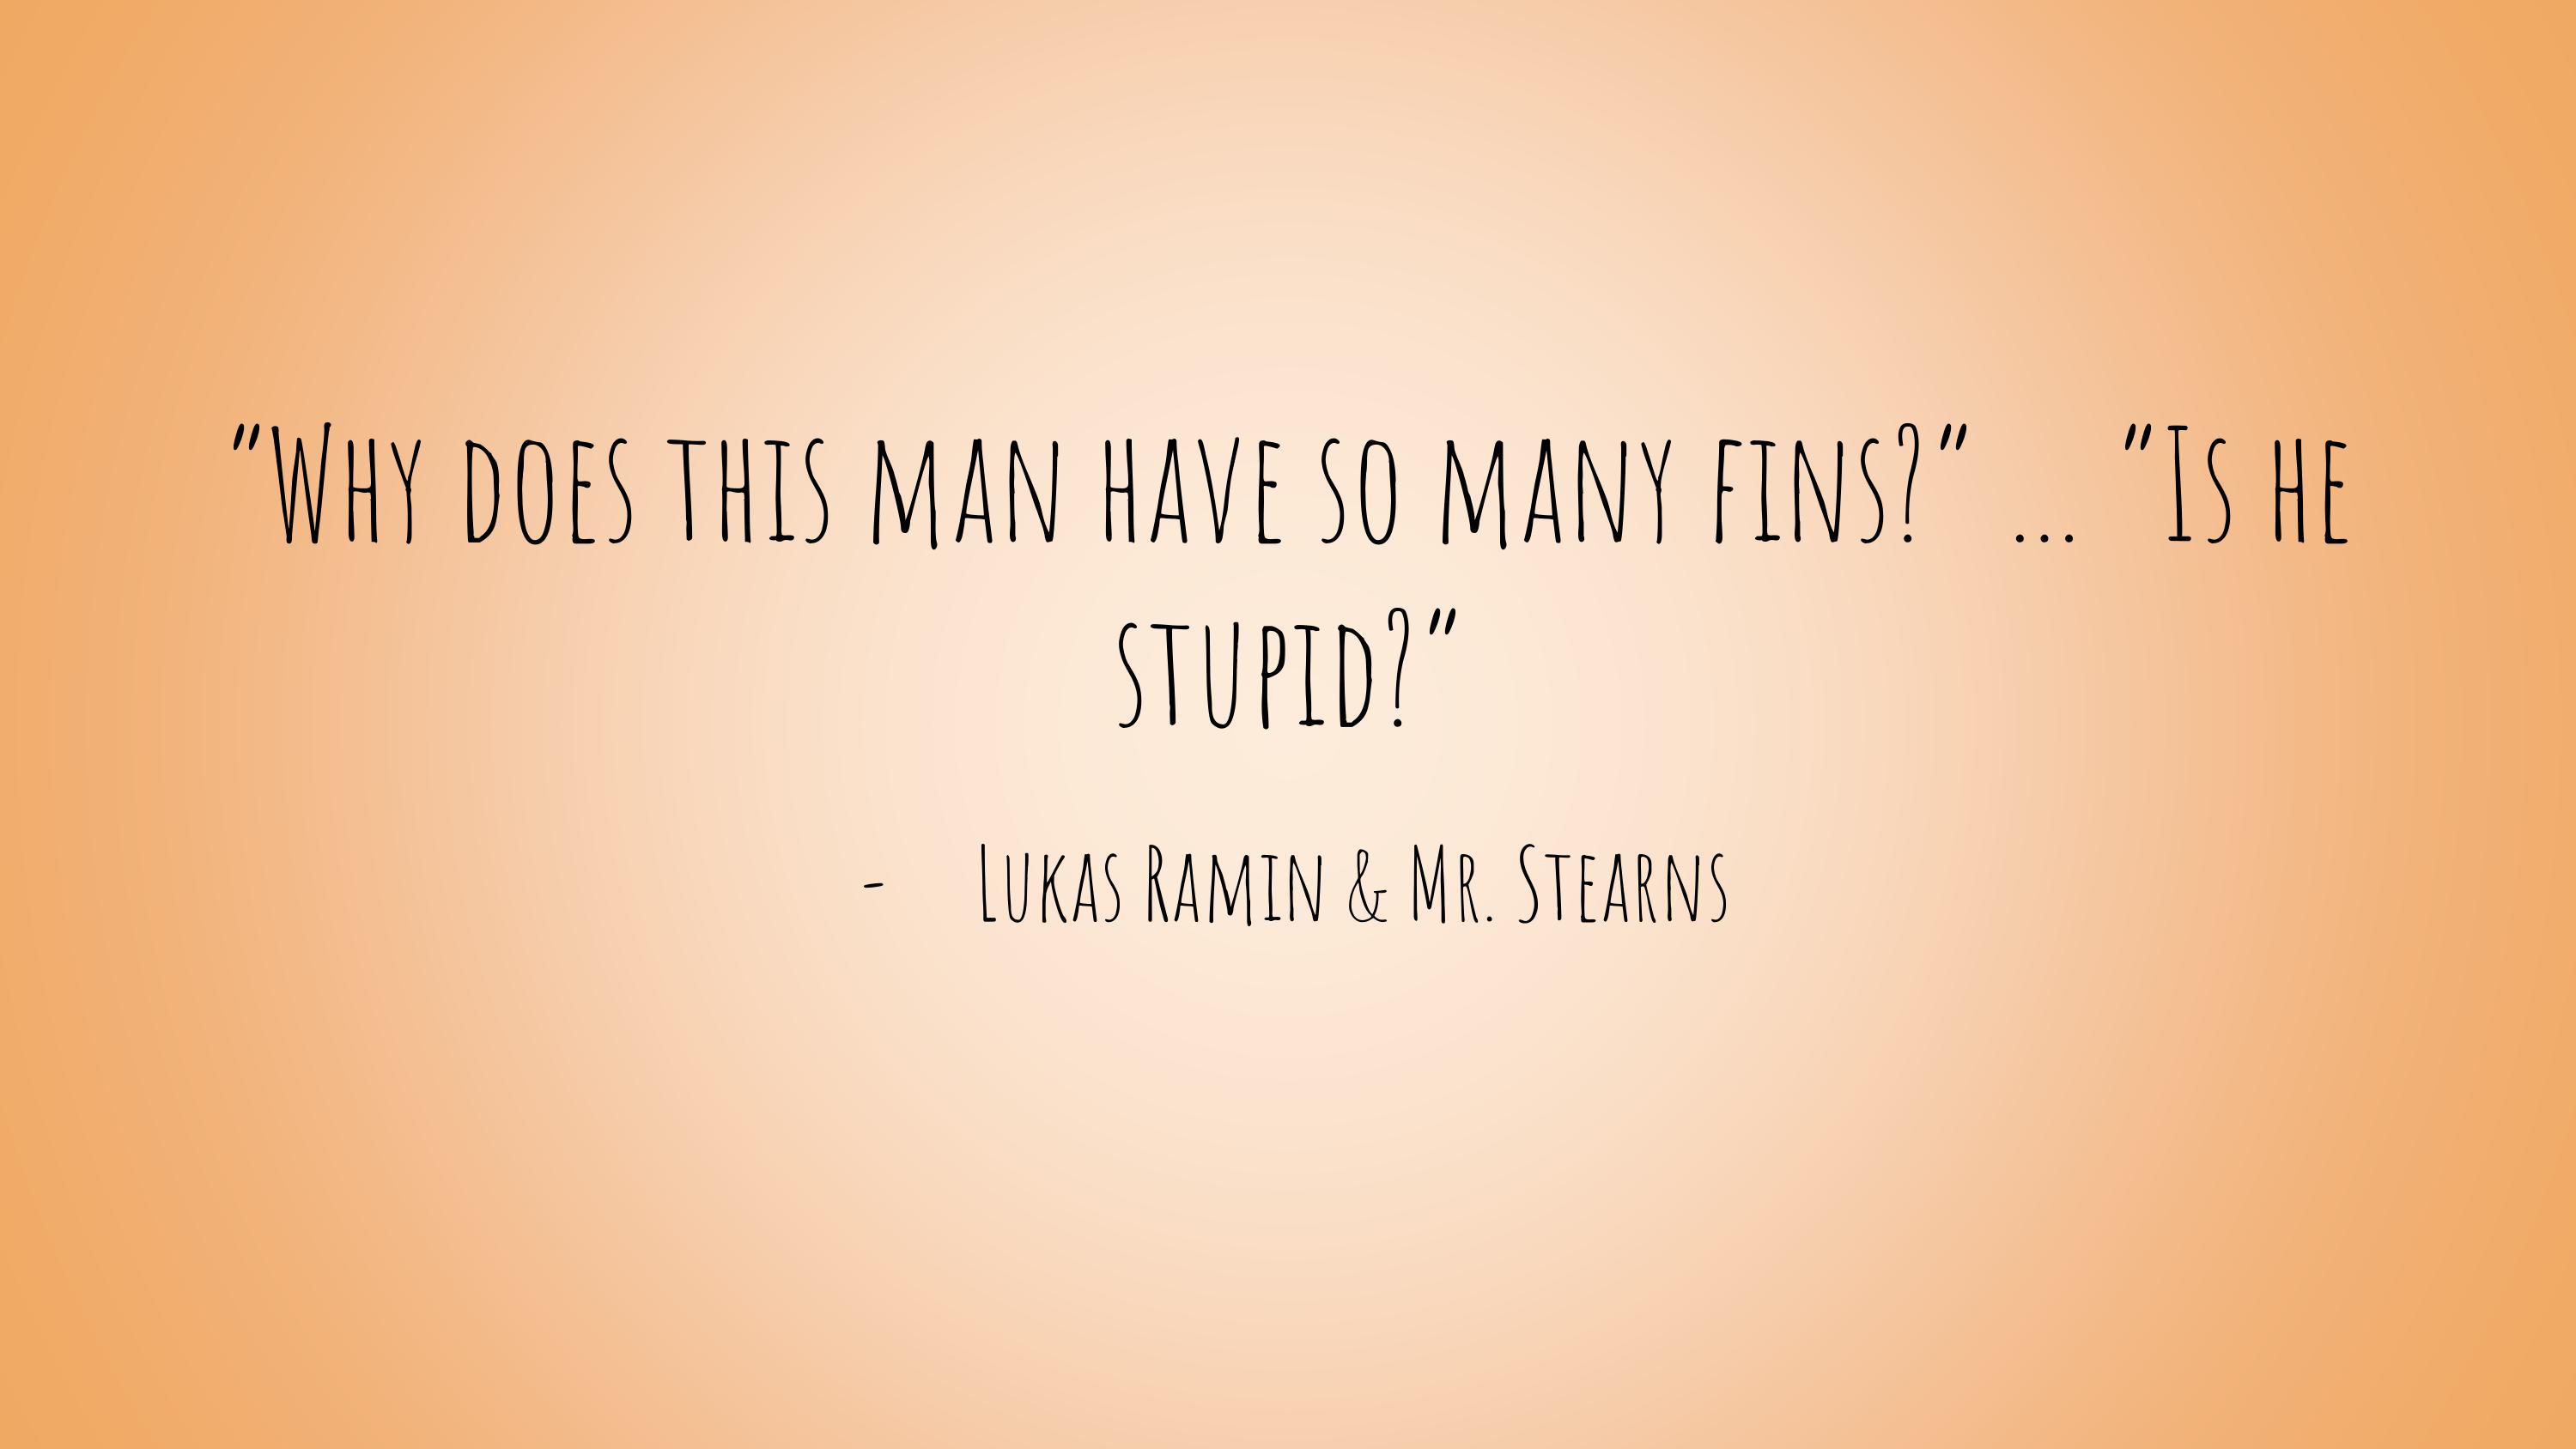 “Why does this man have so many fins?” ... “Is he
stupid?”
- Lukas Ramin & Mr. Stearns